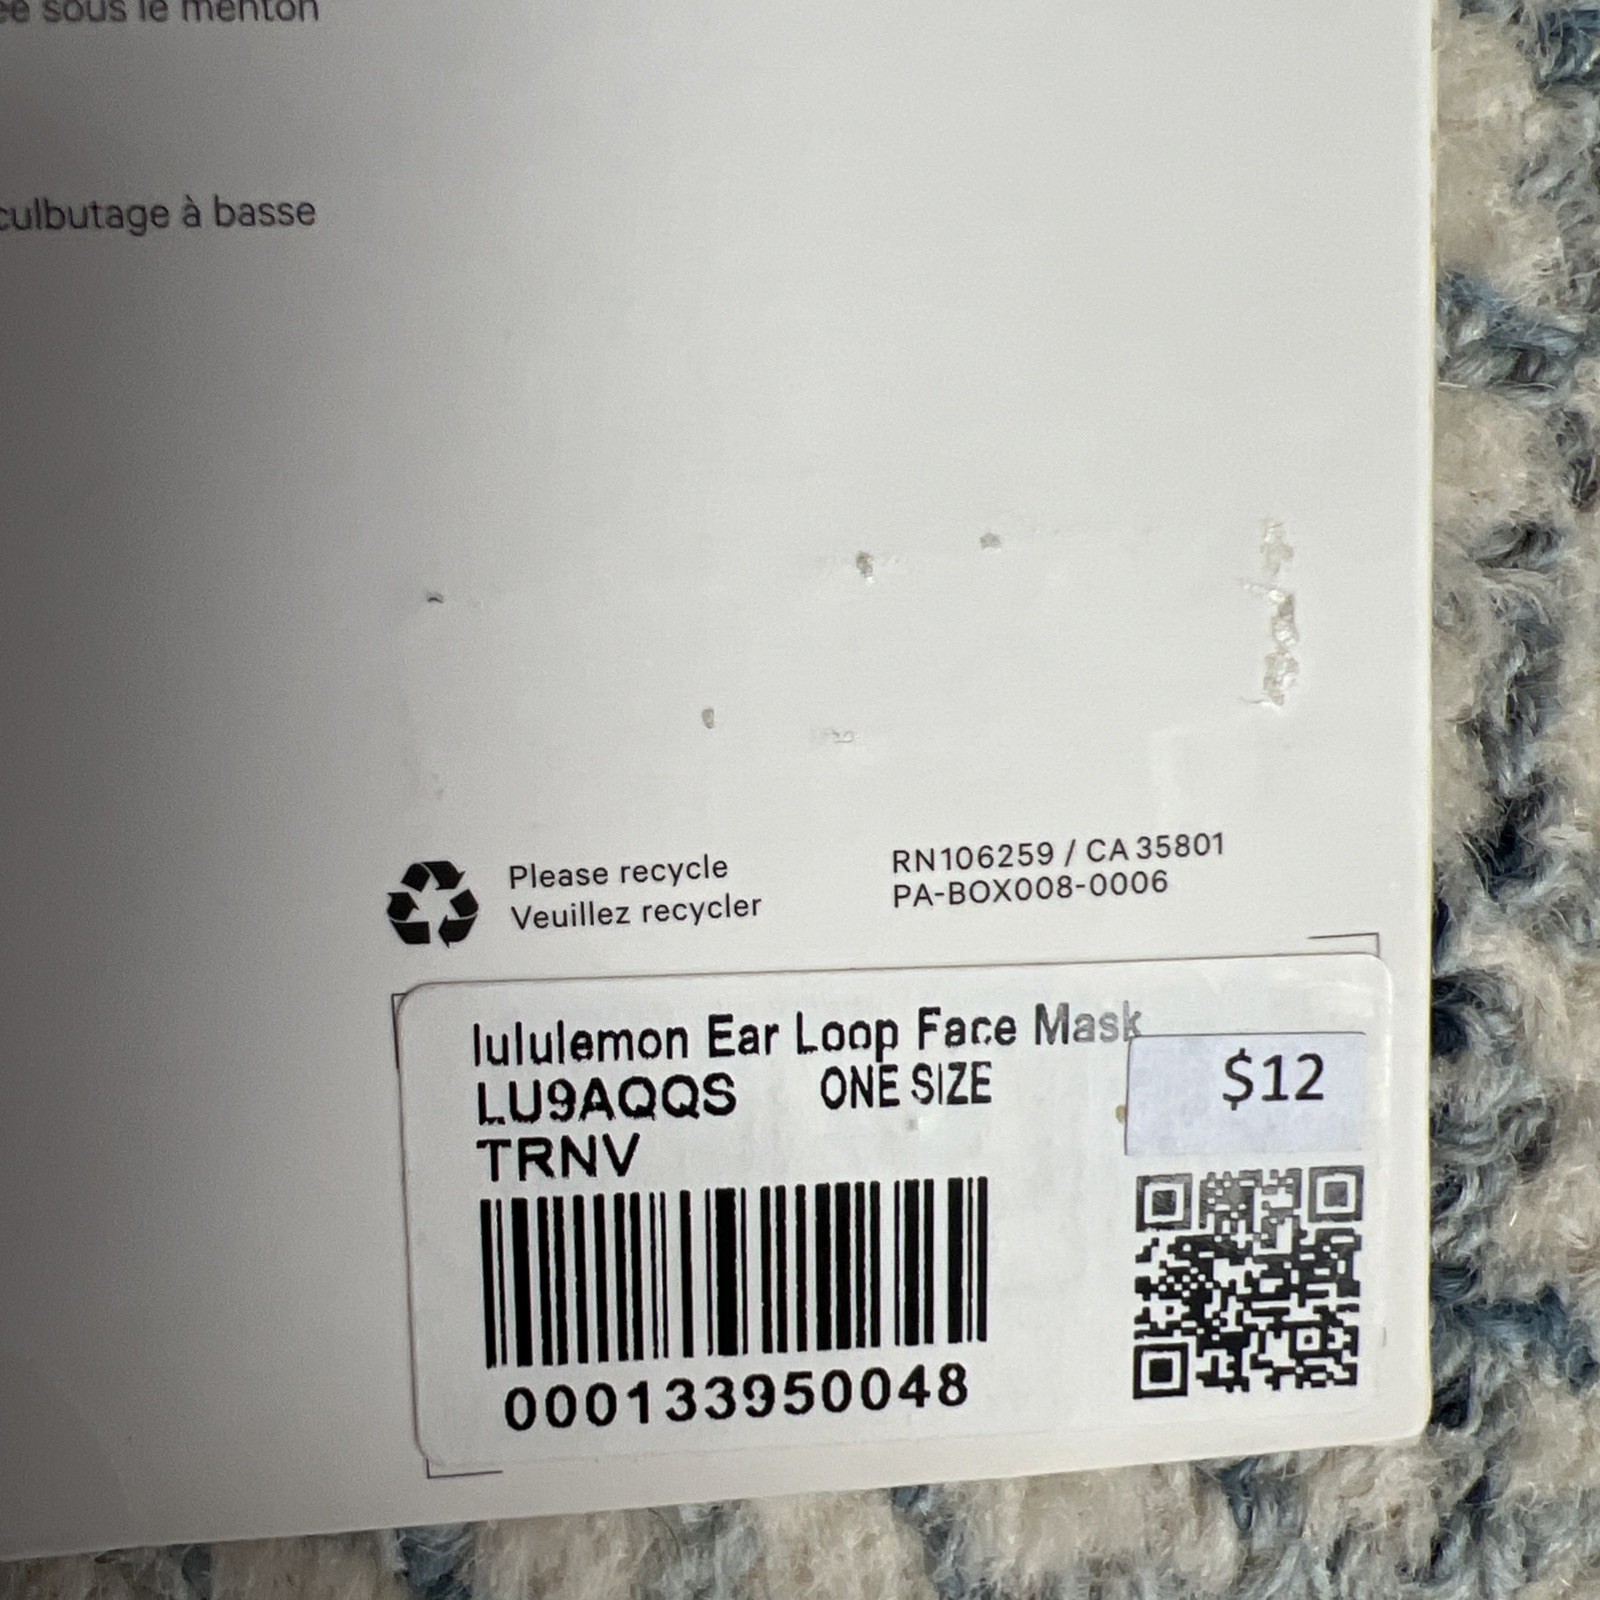 sous le menton
culbutage à basse
Please recycle
Veuillez recycler
RN106259 / CA 35801
PA-BOX008-0006
lululemon Ear Loop Face Mask
LU9AQQS ONE SIZE
$12
TRNV
000133950048